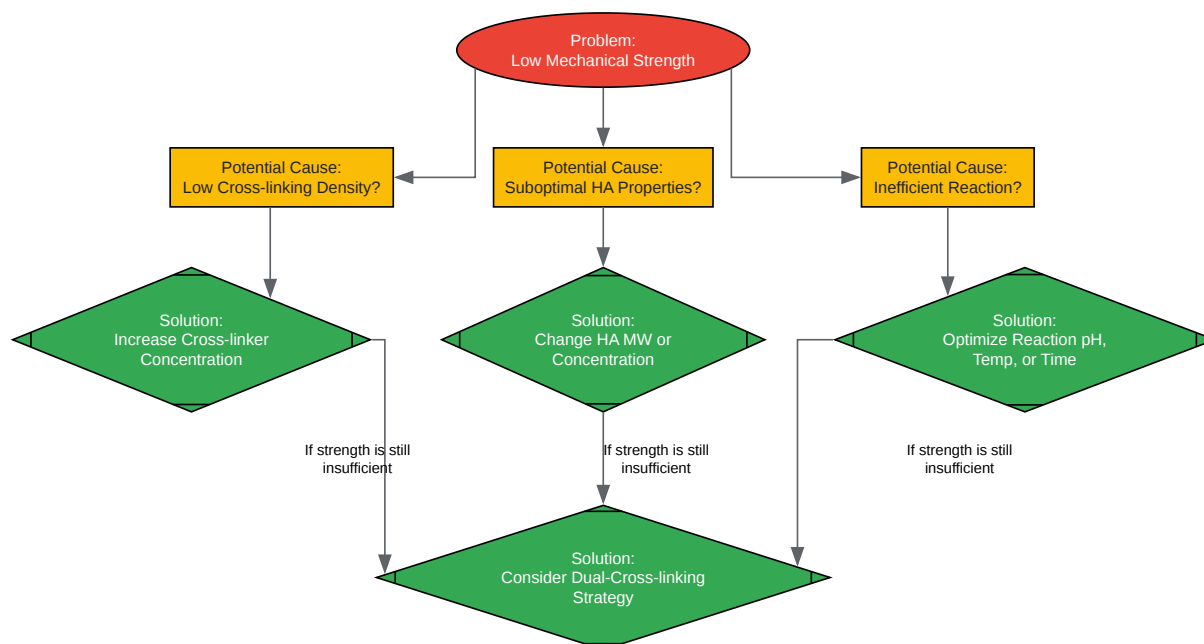 Problem:
Low Mechanical Strength
Potential Cause:
Low Cross-linking Density?
Potential Cause:
Suboptimal HA Properties?
Potential Cause:
Inefficient Reaction?
Solution:
Increase Cross-linker
Concentration
Solution:
Change HA MW or
Concentration
Solution:
Optimize Reaction pH,
Temp, or Time
If strength is still
insufficient
If strength is still
insufficient
If strength is still
insufficient
Solution:
Consider Dual-Cross-linking
Strategy